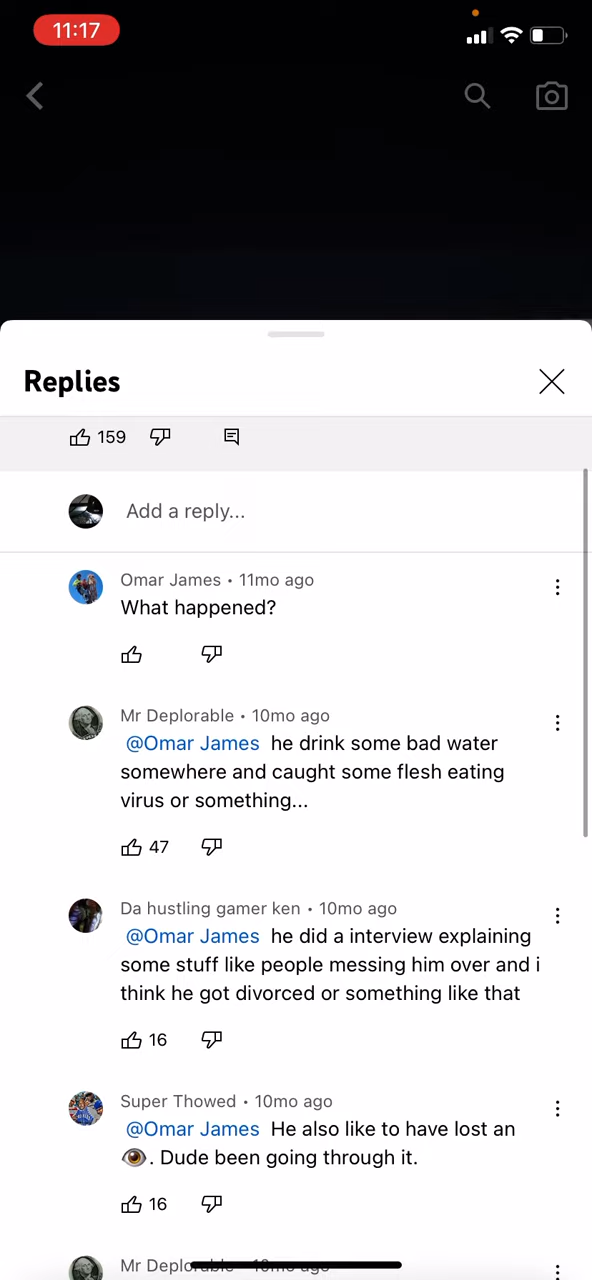 11:17
Replies
159
Add a reply...
Omar James • 11mo ago
What happened?
Mr Deplorable • 10mo ago
@Omar James he drink some bad water
somewhere and caught some flesh eating
virus or something...
47
Da hustling gamer ken • 10mo ago
@Omar James he did a interview explaining
some stuff like people messing him over and i
think he got divorced or something like that
16
Super Thowed • 10mo ago
@Omar James He also like to have lost an
👁️. Dude been going through it.
16
Mr Deplorable • 10mo ago